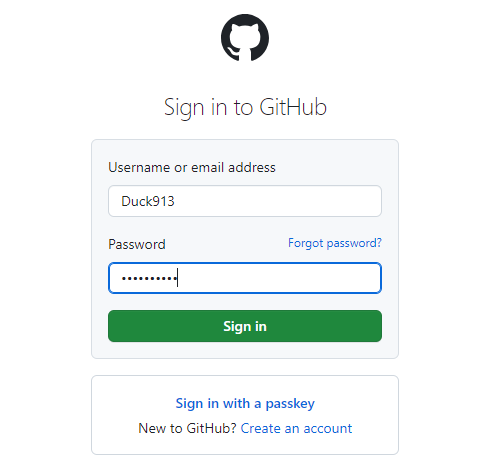 Sign in to GitHub
Username or email address
Duck913
Password Forgot password?
••••••••••
Sign in
Sign in with a passkey
New to GitHub? Create an account